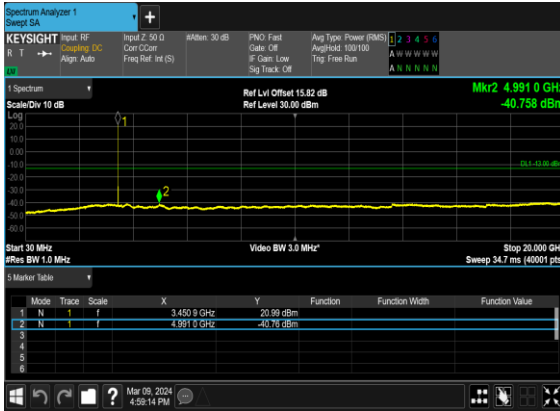 Spectrum Analyzer 1
Swept SA
+
KEYSIGHT Input: RF Input Z: 50 Ω #Atten: 30 dB PNO: Fast Avg Type: Power (RMS) 1 2 3 4 5 6
R T Coupling: DC Corr CCorr Gate: Off Avg|Hold: 100/100 A W W W W W
Align: Auto Freq Ref: Int (S) IF Gain: Low Trig: Free Run
Sig Track: Off A N N N N N
1 Spectrum Ref Lvl Offset 15.82 dB Mkr2 4.991 0 GHz
Scale/Div 10 dB Ref Level 30.00 dBm -40.758 dBm
Log
20.0
10.0
0.00
-10.0
-20.0
-30.0
-40.0
-50.0
-60.0
1
2
DL1 -13.00 dBm
Start 30 MHz Video BW 3.0 MHz* Stop 20.000 GH
#Res BW 1.0 MHz Sweep 34.7 ms (40001 pts
5 Marker Table
Mode Trace Scale X Y Function Function Width Function Value
1 N 1 f 3.450 9 GHz 20.99 dBm
2 N 1 f 4.991 0 GHz -40.76 dBm
3
4
5
6
? Mar 09, 2024
4:59:14 PM